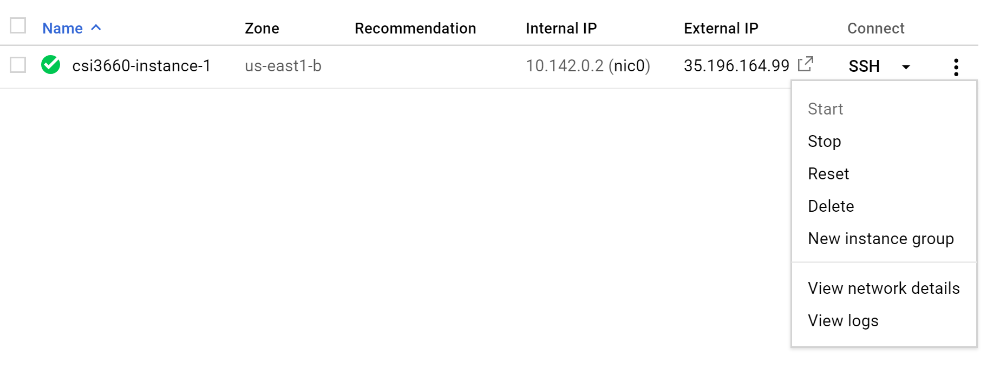 Name Zone Recommendation Internal IP External IP Connect
csi3660-instance-1 us-east1-b 10.142.0.2 (nic0) 35.196.164.99 SSH
Start
Stop
Reset
Delete
New instance group
View network details
View logs